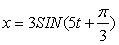 x = 3SIN(5t + π/3)